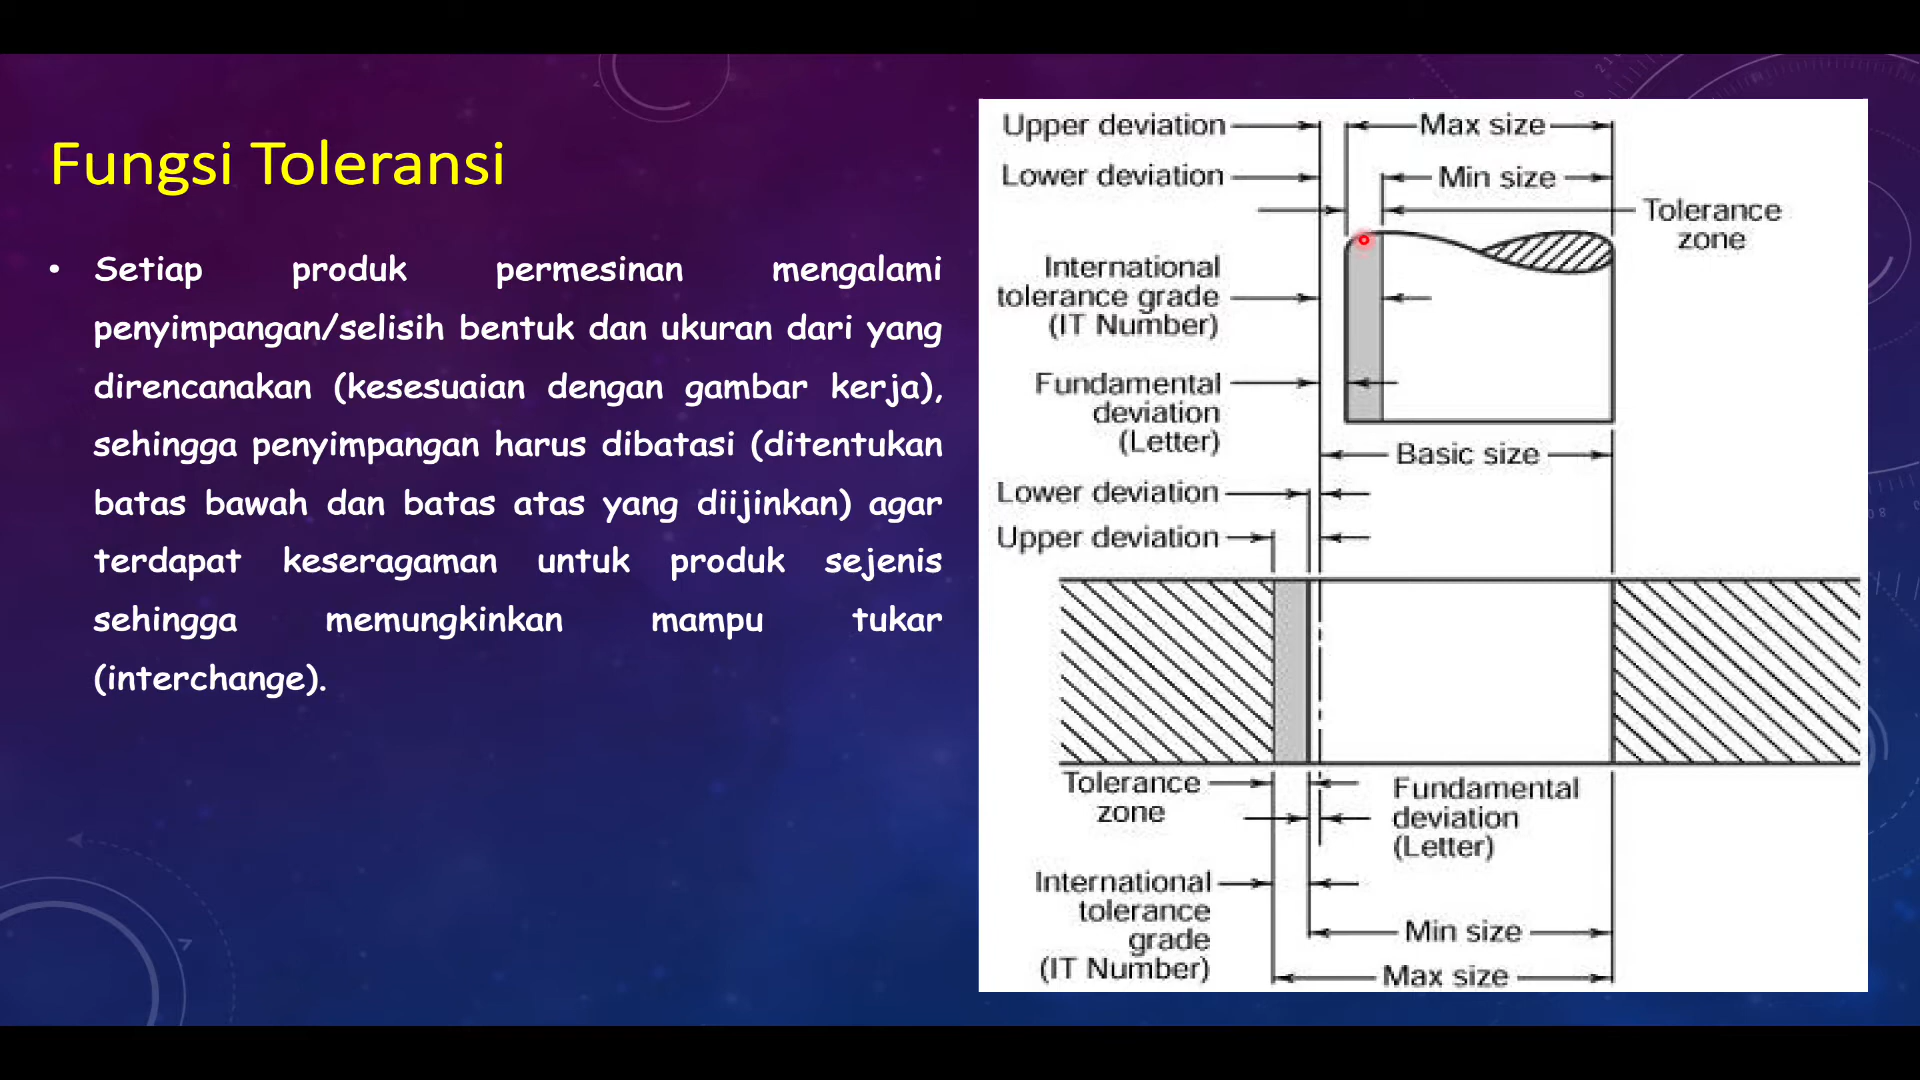 Fungsi Toleransi
• Setiap produk permesinan mengalami
penyimpangan/selisih bentuk dan ukuran dari yang
direncanakan (kesesuaian dengan gambar kerja),
sehingga penyimpangan harus dibatasi (ditentukan
batas bawah dan batas atas yang diijinkan) agar
terdapat keseragaman untuk produk sejenis
sehingga memungkinkan mampu tukar
(interchange).
Upper deviation
Max size
Lower deviation
Min size
Tolerance
zone
International
tolerance grade
(IT Number)
Fundamental
deviation
(Letter)
Basic size
Lower deviation
Upper deviation
Tolerance
zone
Fundamental
deviation
(Letter)
International
tolerance
grade
(IT Number)
Min size
Max size